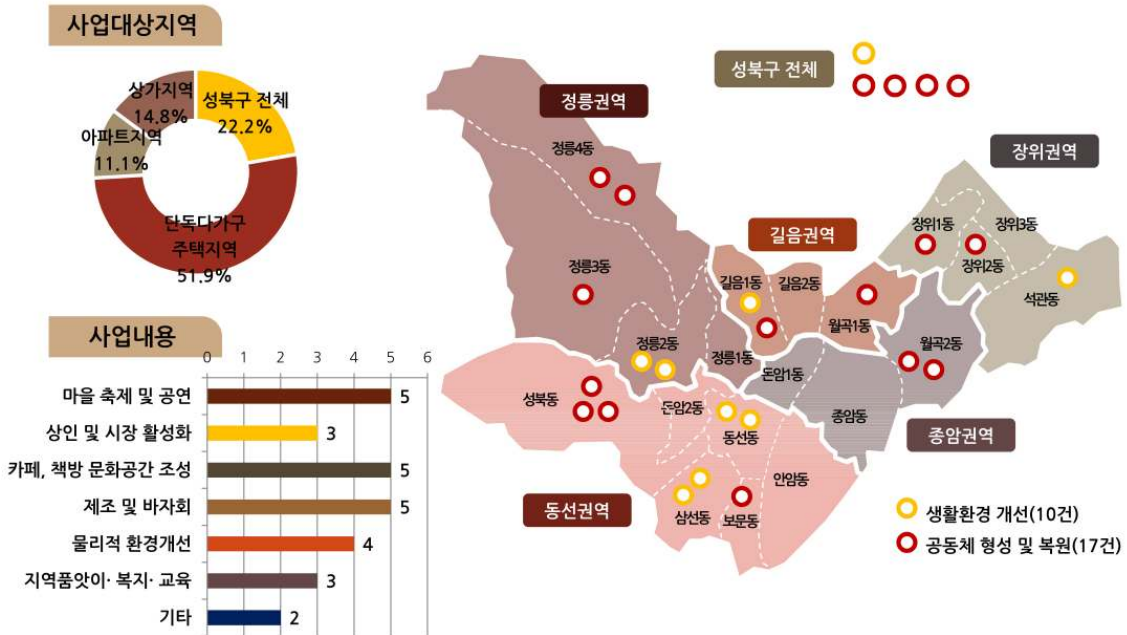 사업대상지역
상가지역
14.8%
성북구 전체
22.2%
아파트지역
11.1%
단독다가구
주택지역
51.9%
사업내용
0 1 2 3 4 5 6
마을 축제 및 공연 5
상인 및 시장 활성화 3
카페, 책방 문화공간 조성 5
제조 및 바자회 5
물리적 환경개선 4
지역품앗이· 복지· 교육 3
기타 2
성북구 전체
정릉권역
장위권역
길음권역
종암권역
동선권역
정릉4동
정릉3동
정릉2동
정릉1동
길음1동
길음2동
월곡1동
장위1동
장위2동
장위3동
석관동
월곡2동
돈암1동
종암동
성북동
돈암2동
동선동
안암동
삼선동
보문동
생활환경 개선(10건)
공동체 형성 및 복원(17건)